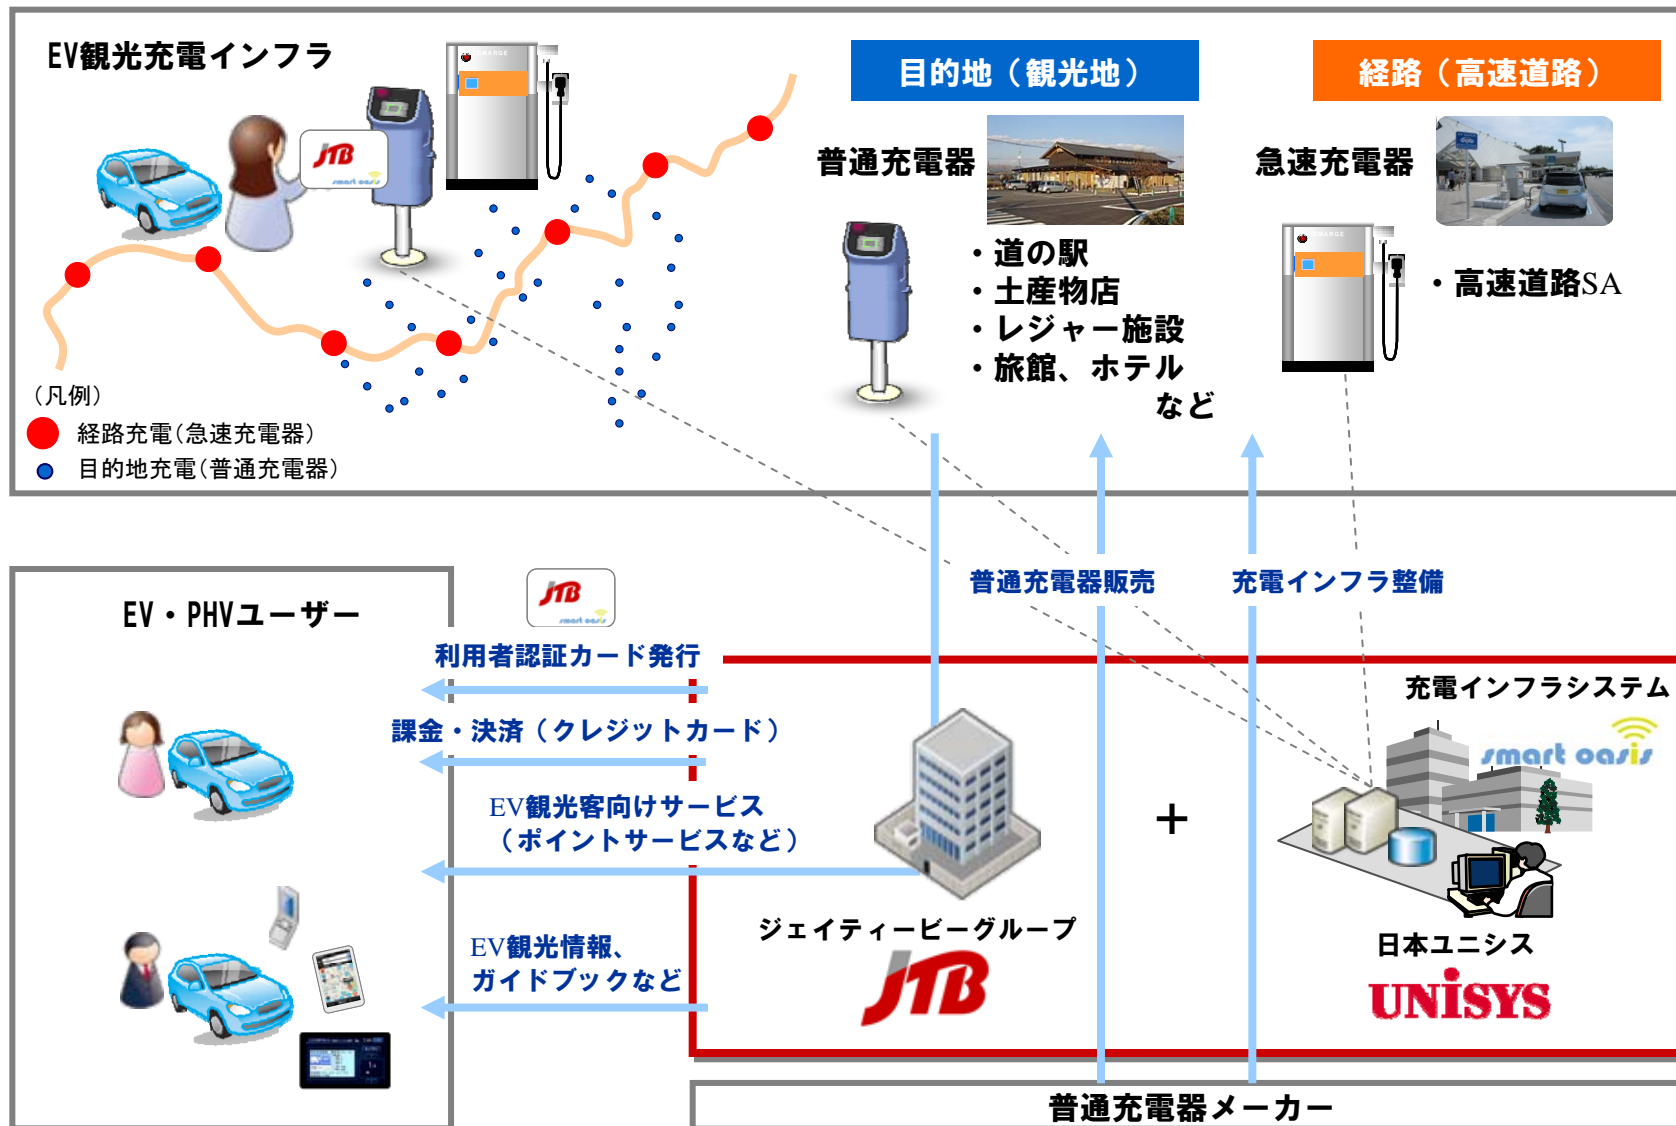 EV観光充電インフラ
目的地（観光地）
経路（高速道路）
普通充電器
急速充電器
JTB
smart oasis
・道の駅
・土産物店
・レジャー施設
・旅館、ホテル
など
・高速道路SA
（凡例）
経路充電（急速充電器）
目的地充電（普通充電器）
普通充電器販売
充電インフラ整備
EV・PHVユーザー
JTB
smart oasis
利用者認証カード発行
課金・決済（クレジットカード）
EV観光客向けサービス
（ポイントサービスなど）
EV観光情報、
ガイドブックなど
充電インフラシステム
smart oasis
+
ジェイティービーグループ
JTB
日本ユニシス
UNISYS
普通充電器メーカー